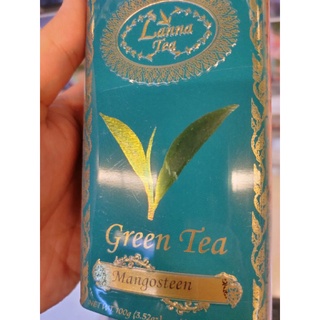 Lanna
Tea
Green Tea
Mangosteen
100g (3.52oz)